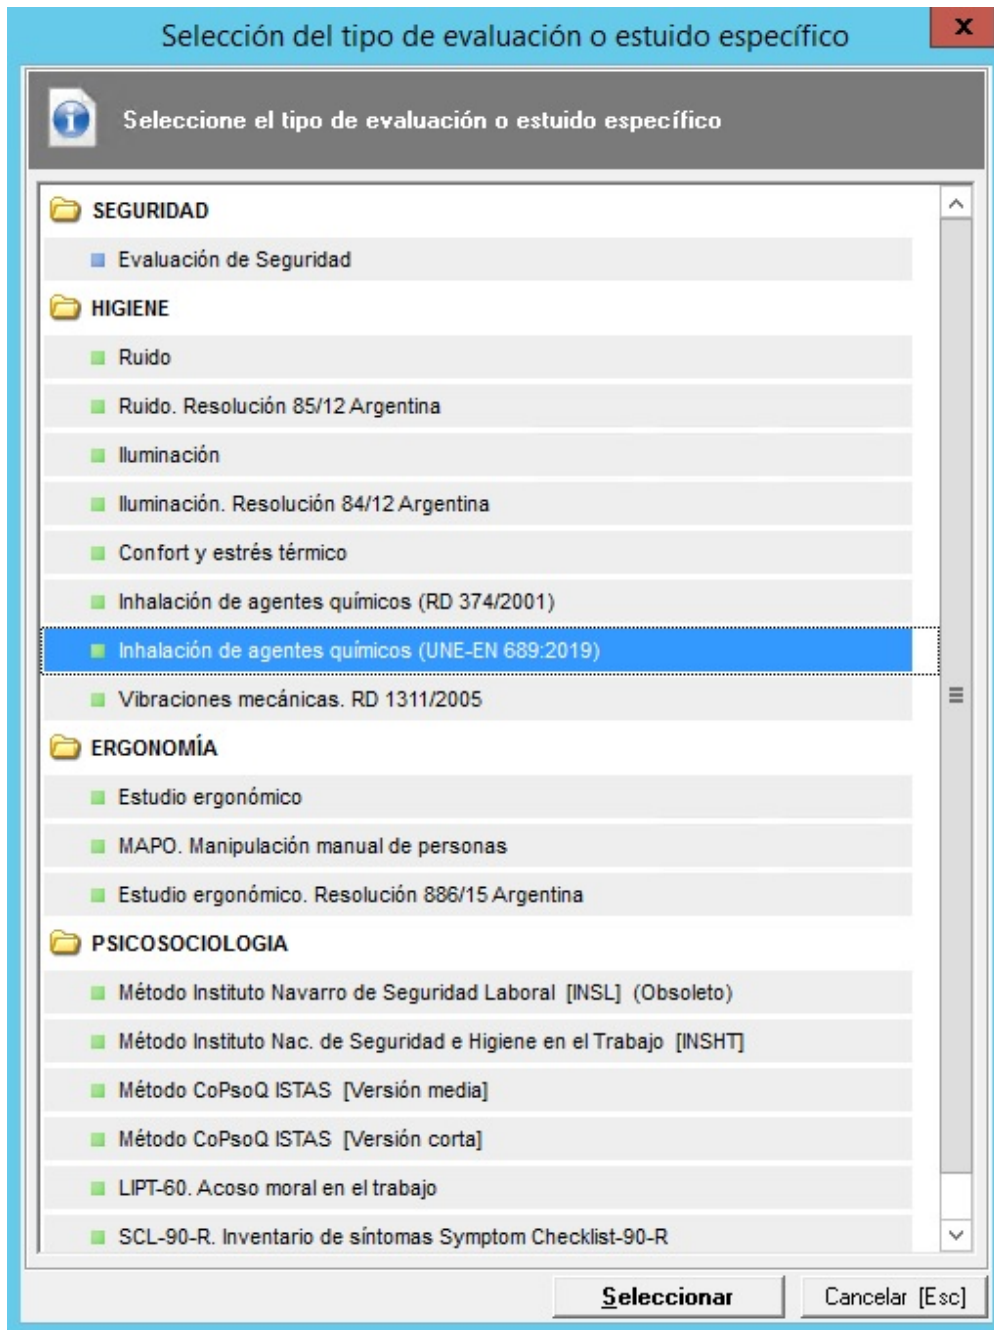 Selección del tipo de evaluación o estuido específico
x
Seleccione el tipo de evaluación o estuido específico
SEGURIDAD
Evaluación de Seguridad
HIGIENE
Ruido
Ruido. Resolución 85/12 Argentina
Iluminación
Iluminación. Resolución 84/12 Argentina
Confort y estrés térmico
Inhalación de agentes químicos (RD 374/2001)
Inhalación de agentes químicos (UNE-EN 689:2019)
Vibraciones mecánicas. RD 1311/2005
ERGONOMÍA
Estudio ergonómico
MAPO. Manipulación manual de personas
Estudio ergonómico. Resolución 886/15 Argentina
PSICOSOCIOLOGIA
Método Instituto Navarro de Seguridad Laboral [INSL] (Obsoleto)
Método Instituto Nac. de Seguridad e Higiene en el Trabajo [INSHT]
Método CoPsoQ ISTAS [Versión media]
Método CoPsoQ ISTAS [Versión corta]
LIPT-60. Acoso moral en el trabajo
SCL-90-R. Inventario de síntomas Symptom Checklist-90-R
Seleccionar Cancelar [Esc]